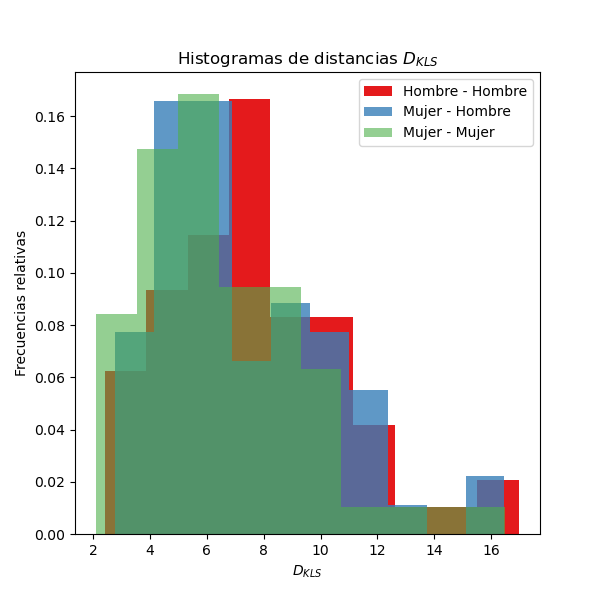 Histogramas de distancias D_{KLS}
Hombre - Hombre
Mujer - Hombre
Mujer - Mujer
Frecuencias relativas
0.16
0.14
0.12
0.10
0.08
0.06
0.04
0.02
0.00
2 4 6 8 10 12 14 16
D_{KLS}